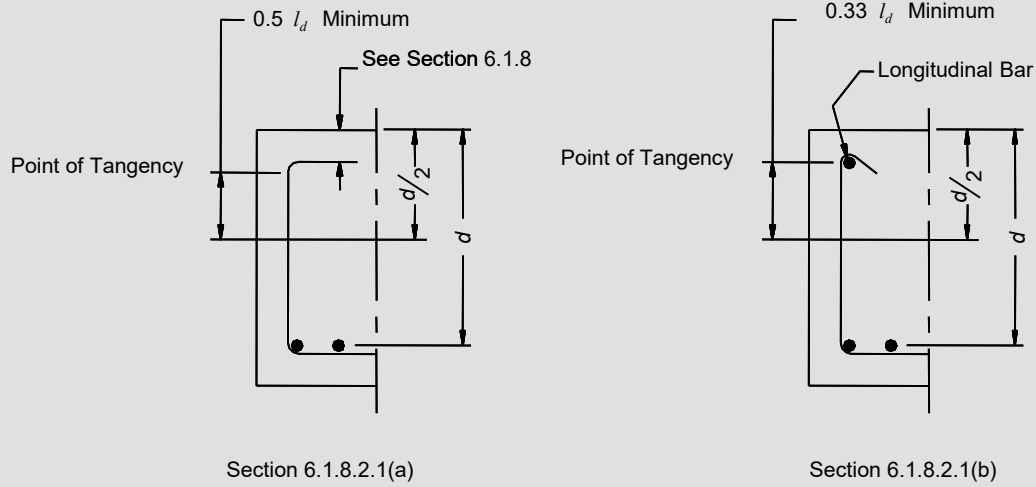 0.5 l_d Minimum
See Section 6.1.8
Point of Tangency
d/2
d
Section 6.1.8.2.1(a)
0.33 l_d Minimum
Longitudinal Bar
Point of Tangency
d/2
d
Section 6.1.8.2.1(b)